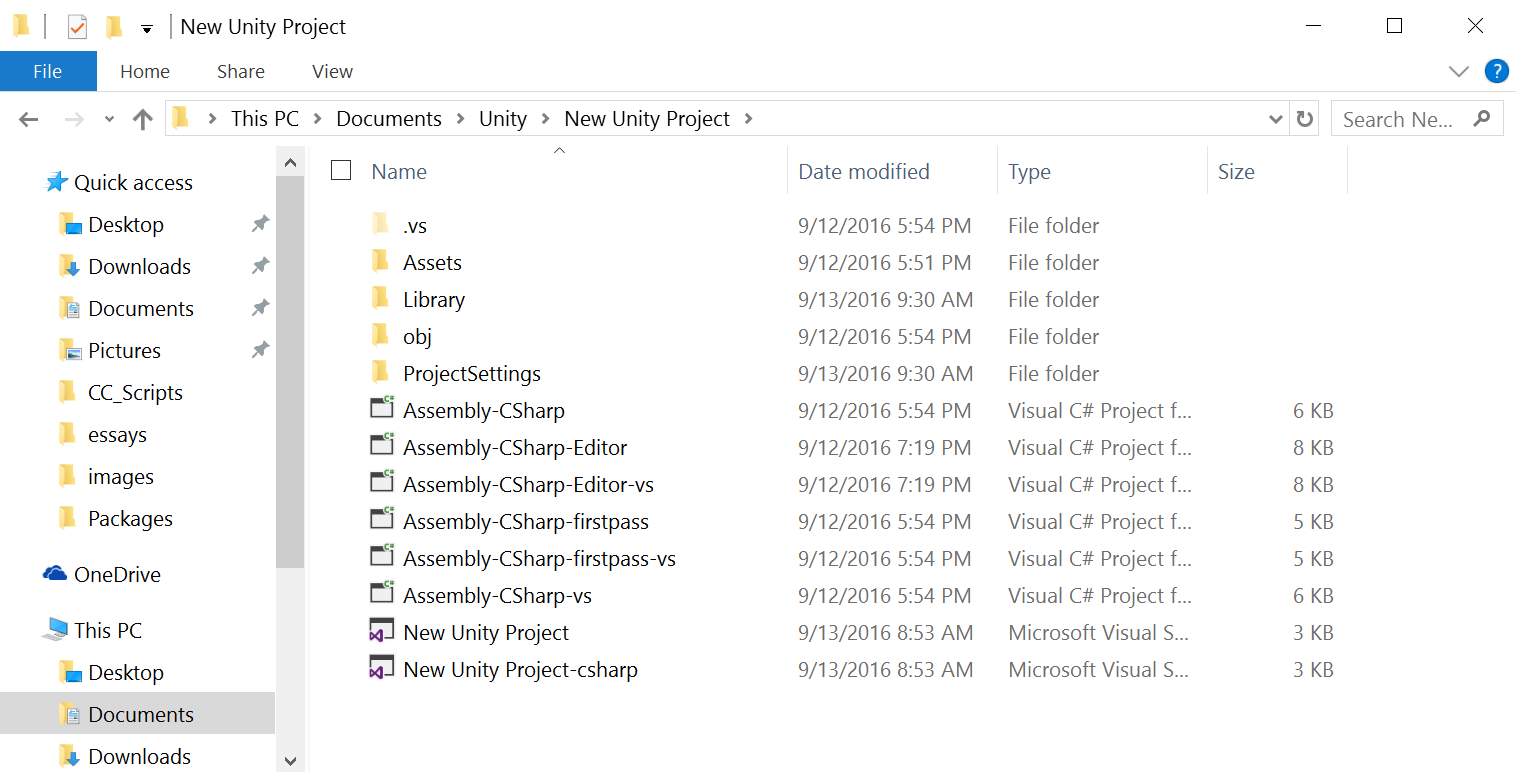 New Unity Project
File Home Share View
?
This PC Documents Unity New Unity Project
Search Ne...
Quick access
Desktop
Downloads
Documents
Pictures
CC_Scripts
essays
images
Packages
OneDrive
This PC
Desktop
Documents
Downloads
Name Date modified Type Size
.vs 9/12/2016 5:54 PM File folder
Assets 9/12/2016 5:51 PM File folder
Library 9/13/2016 9:30 AM File folder
obj 9/12/2016 5:54 PM File folder
ProjectSettings 9/13/2016 9:30 AM File folder
Assembly-CSharp 9/12/2016 5:54 PM Visual C# Project f... 6 KB
Assembly-CSharp-Editor 9/12/2016 7:19 PM Visual C# Project f... 8 KB
Assembly-CSharp-Editor-vs 9/12/2016 7:19 PM Visual C# Project f... 8 KB
Assembly-CSharp-firstpass 9/12/2016 5:54 PM Visual C# Project f... 5 KB
Assembly-CSharp-firstpass-vs 9/12/2016 5:54 PM Visual C# Project f... 5 KB
Assembly-CSharp-vs 9/12/2016 5:54 PM Visual C# Project f... 6 KB
New Unity Project 9/13/2016 8:53 AM Microsoft Visual S... 3 KB
New Unity Project-csharp 9/13/2016 8:53 AM Microsoft Visual S... 3 KB